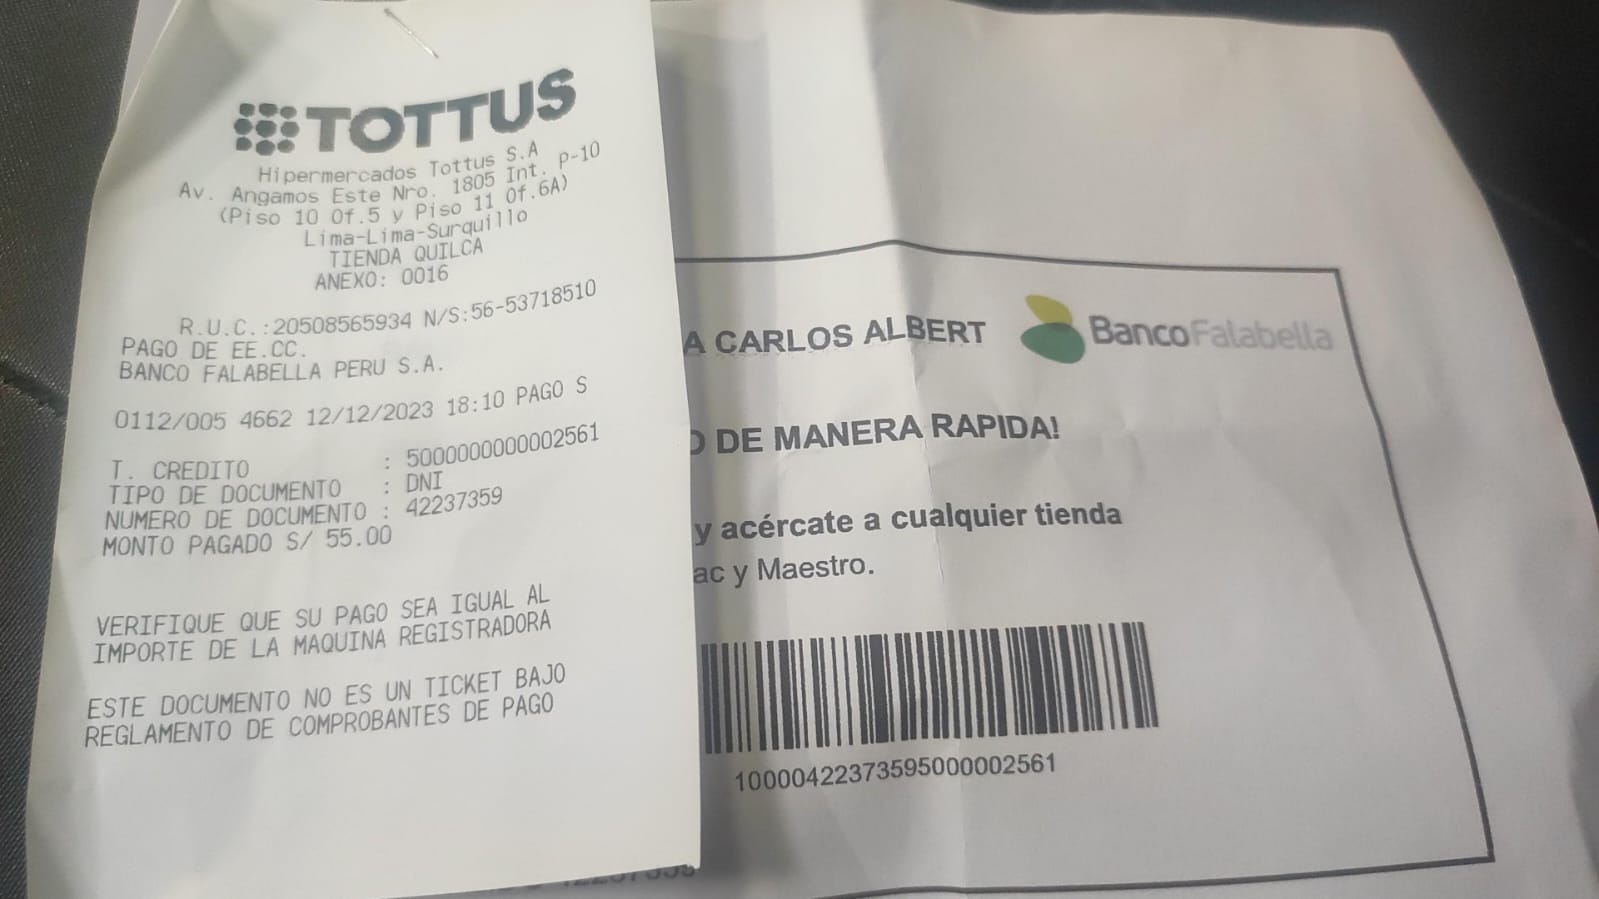 TOTTUS
Hipermercados Tottus S.A
Av. Angamos Este Nro. 1805 Int. P-10
(Piso 10 Of.5 y Piso 11 Of.6A)
Lima-Lima-Surquillo
TIENDA QUILCA
ANEXO: 0016
R.U.C.:20508565934 N/S:56-53718510
PAGO DE EE.CC.
BANCO FALABELLA PERU S.A.
0112/005 4662 12/12/2023 18:10 PAGO S
T. CREDITO : 5000000000002561
TIPO DE DOCUMENTO : DNI
NUMERO DE DOCUMENTO : 42237359
MONTO PAGADO S/ 55.00
VERIFIQUE QUE SU PAGO SEA IGUAL AL
IMPORTE DE LA MAQUINA REGISTRADORA
ESTE DOCUMENTO NO ES UN TICKET BAJO
REGLAMENTO DE COMPROBANTES DE PAGO
A CARLOS ALBERT
BancoFalabella
O DE MANERA RAPIDA!
y acércate a cualquier tienda
ac y Maestro.
10000422373595000002561